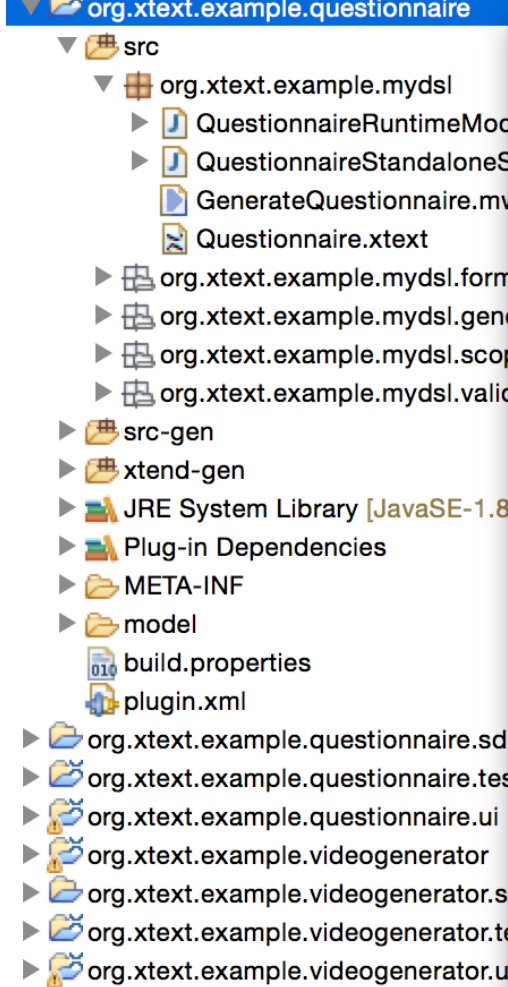 org.xtext.example.questionnaire
src
org.xtext.example.mydsl
QuestionnaireRuntimeMod
QuestionnaireStandaloneS
GenerateQuestionnaire.mw
Questionnaire.xtext
org.xtext.example.mydsl.form
org.xtext.example.mydsl.gene
org.xtext.example.mydsl.scop
org.xtext.example.mydsl.valid
src-gen
xtend-gen
JRE System Library [JavaSE-1.8
Plug-in Dependencies
META-INF
model
build.properties
plugin.xml
org.xtext.example.questionnaire.sd
org.xtext.example.questionnaire.tes
org.xtext.example.questionnaire.ui
org.xtext.example.videogenerator
org.xtext.example.videogenerator.s
org.xtext.example.videogenerator.te
org.xtext.example.videogenerator.u